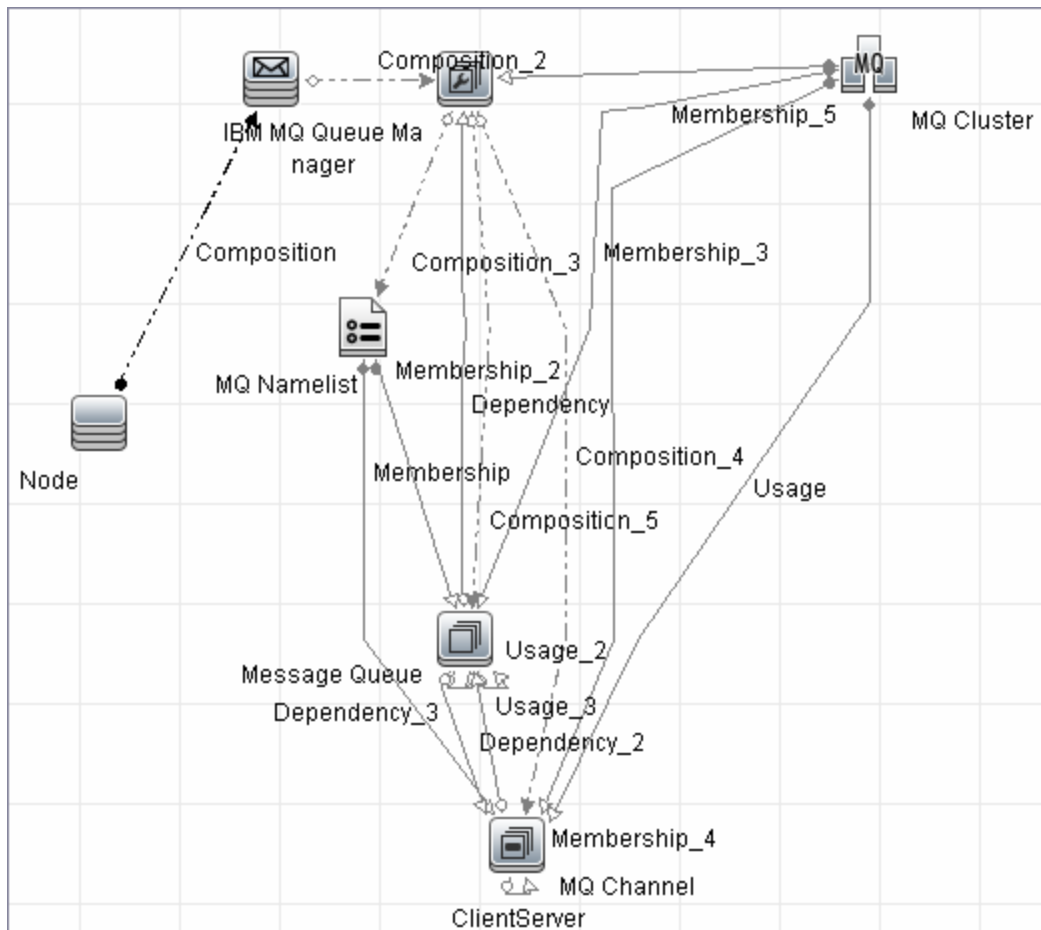 Composition_2
MQ
Membership_5
MQ Cluster
IBM MQ Queue Ma
nager
Composition
Composition_3
Membership_3
Membership_2
MQ Namelist
Dependency
Composition_4
Membership
Node
Usage
Composition_5
Usage_2
Message Queue
Usage_3
Dependency_3
Dependency_2
Membership_4
MQ Channel
ClientServer